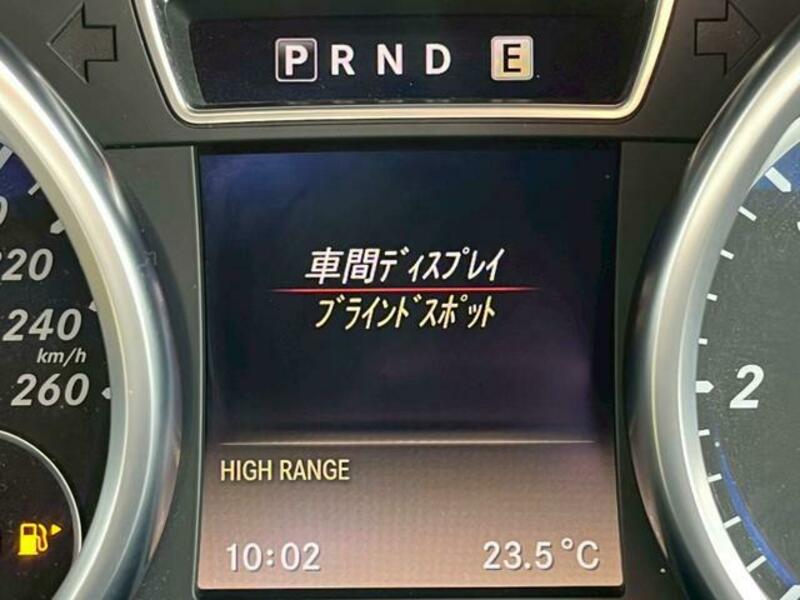 P R N D E
車間ディスプレイ
ブラインドスポット
220
240
km/h
260
2
HIGH RANGE
10:02 23.5°C